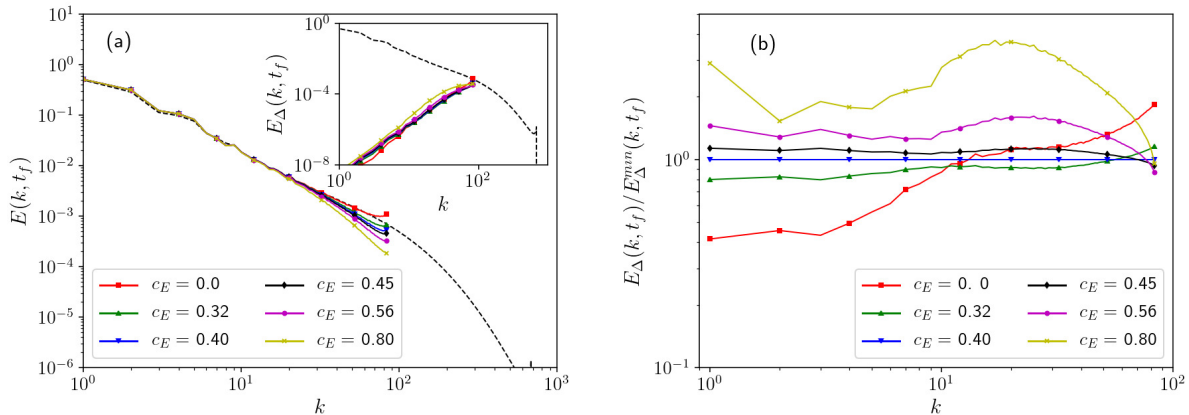 (a)
E(k, t_f)
10^1
10^0
10^{-1}
10^{-2}
10^{-3}
10^{-4}
10^{-5}
10^{-6}
10^0
10^1
10^2
10^3
k
E_Δ(k, t_f)
10^0
10^{-4}
10^{-8}
10^0
10^2
k
c_E = 0.0
c_E = 0.32
c_E = 0.40
c_E = 0.45
c_E = 0.56
c_E = 0.80
(b)
E_Δ(k, t_f)/E_Δ^{nn}(k, t_f)
10^0
10^{-1}
10^0
10^1
10^2
k
c_E = 0. 0
c_E = 0.32
c_E = 0.40
c_E = 0.45
c_E = 0.56
c_E = 0.80